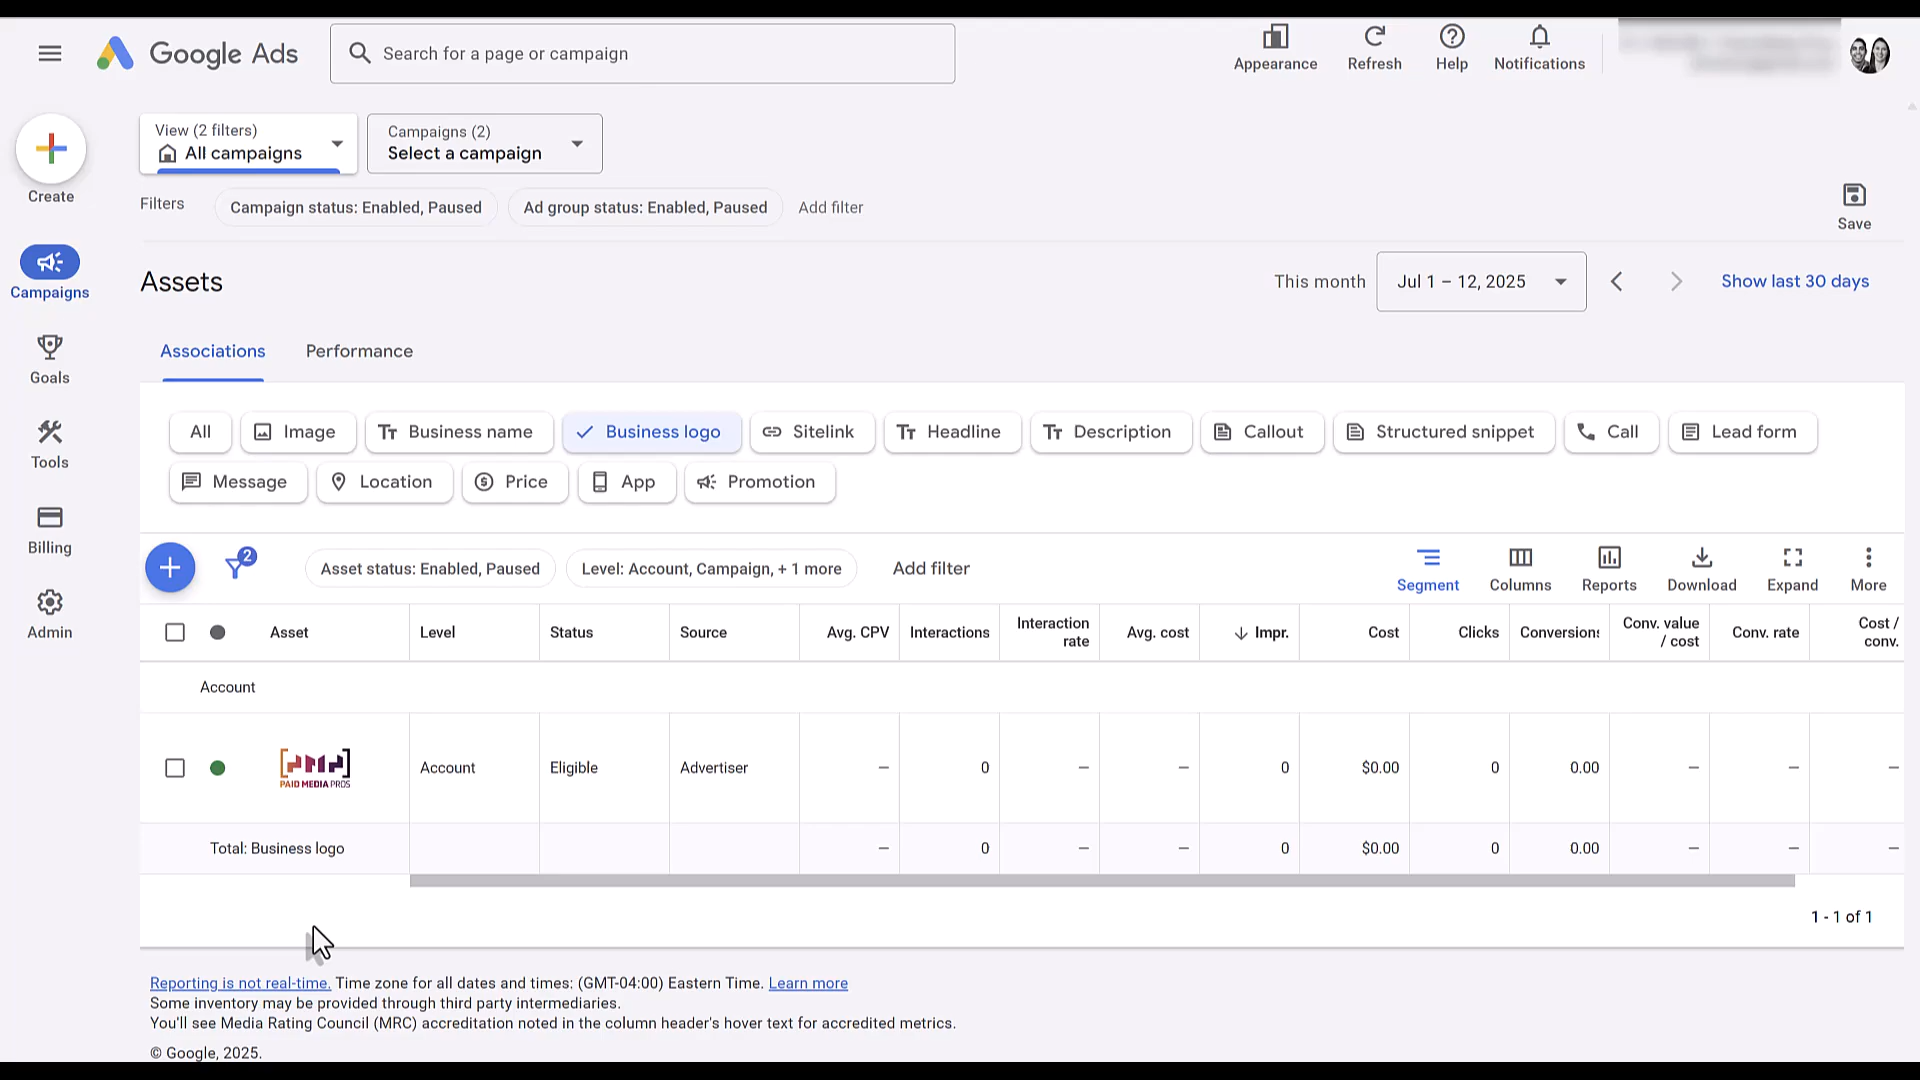 Google Ads
Search for a page or campaign
Appearance
Refresh
Help
Notifications
Create
Campaigns
Goals
Tools
Billing
Admin
View (2 filters)
All campaigns
Campaigns (2)
Select a campaign
Filters
Campaign status: Enabled, Paused
Ad group status: Enabled, Paused
Add filter
Save
Assets
This month
Jul 1 – 12, 2025
Show last 30 days
Associations
Performance
All
Image
Business name
Business logo
Sitelink
Headline
Description
Callout
Structured snippet
Call
Lead form
Message
Location
Price
App
Promotion
2
Asset status: Enabled, Paused
Level: Account, Campaign, + 1 more
Add filter
Segment
Columns
Reports
Download
Expand
More
Asset Level Status Source Avg. CPV Interactions Interaction rate Avg. cost Impr. Cost Clicks Conversions Conv. value / cost Conv. rate Cost / conv.
Account
PAID MEDIA PROS Account Eligible Advertiser – 0 – – 0 $0.00 0 0.00 – – –
Total: Business logo – 0 – – 0 $0.00 0 0.00 – – –
1 - 1 of 1
Reporting is not real-time. Time zone for all dates and times: (GMT-04:00) Eastern Time. Learn more
Some inventory may be provided through third party intermediaries.
You'll see Media Rating Council (MRC) accreditation noted in the column header's hover text for accredited metrics.
© Google, 2025.